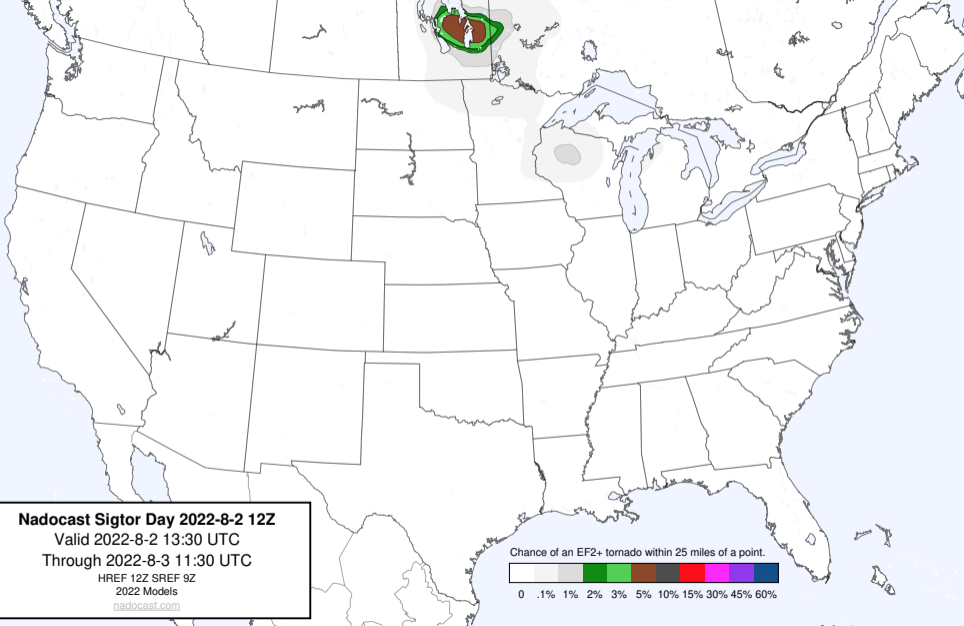 Nadocast Sigtor Day 2022-8-2 12Z
Valid 2022-8-2 13:30 UTC
Through 2022-8-3 11:30 UTC
HREF 12Z SREF 9Z
2022 Models
nadocast.com
Chance of an EF2+ tornado within 25 miles of a point.
0 .1% 1% 2% 3% 5% 10% 15% 30% 45% 60%